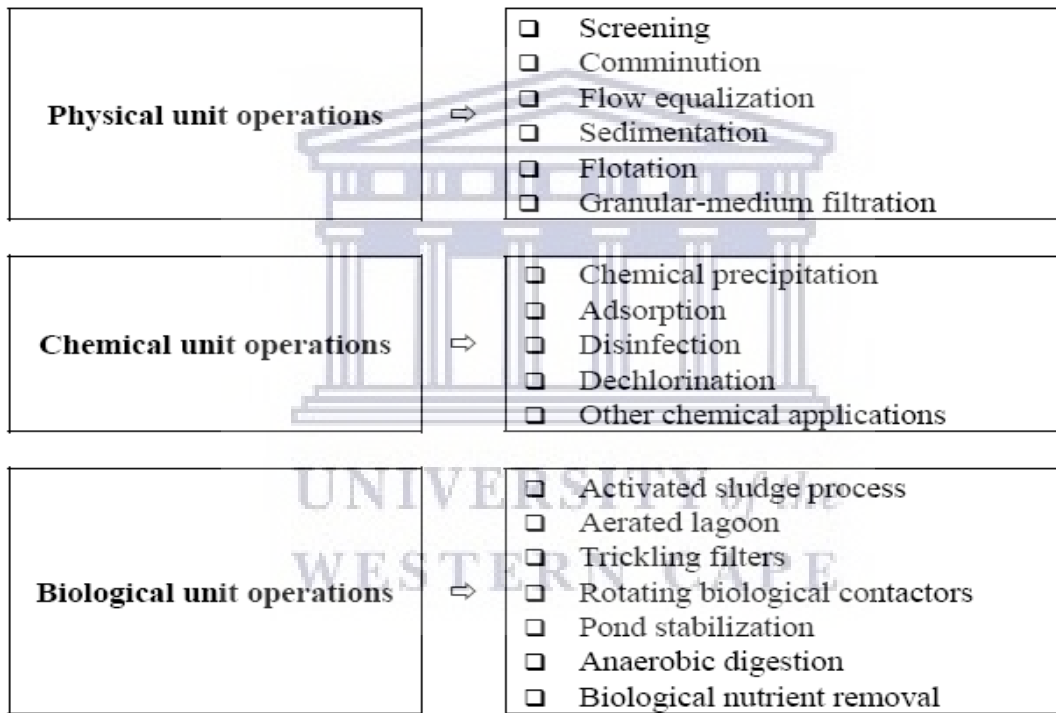 Physical unit operations
⇨
❑ Screening
❑ Comminution
❑ Flow equalization
❑ Sedimentation
❑ Flotation
❑ Granular-medium filtration
Chemical unit operations
⇨
❑ Chemical precipitation
❑ Adsorption
❑ Disinfection
❑ Dechlorination
❑ Other chemical applications
Biological unit operations
⇨
❑ Activated sludge process
❑ Aerated lagoon
❑ Trickling filters
❑ Rotating biological contactors
❑ Pond stabilization
❑ Anaerobic digestion
❑ Biological nutrient removal
UNIVERSITY of the
WESTERN CAPE